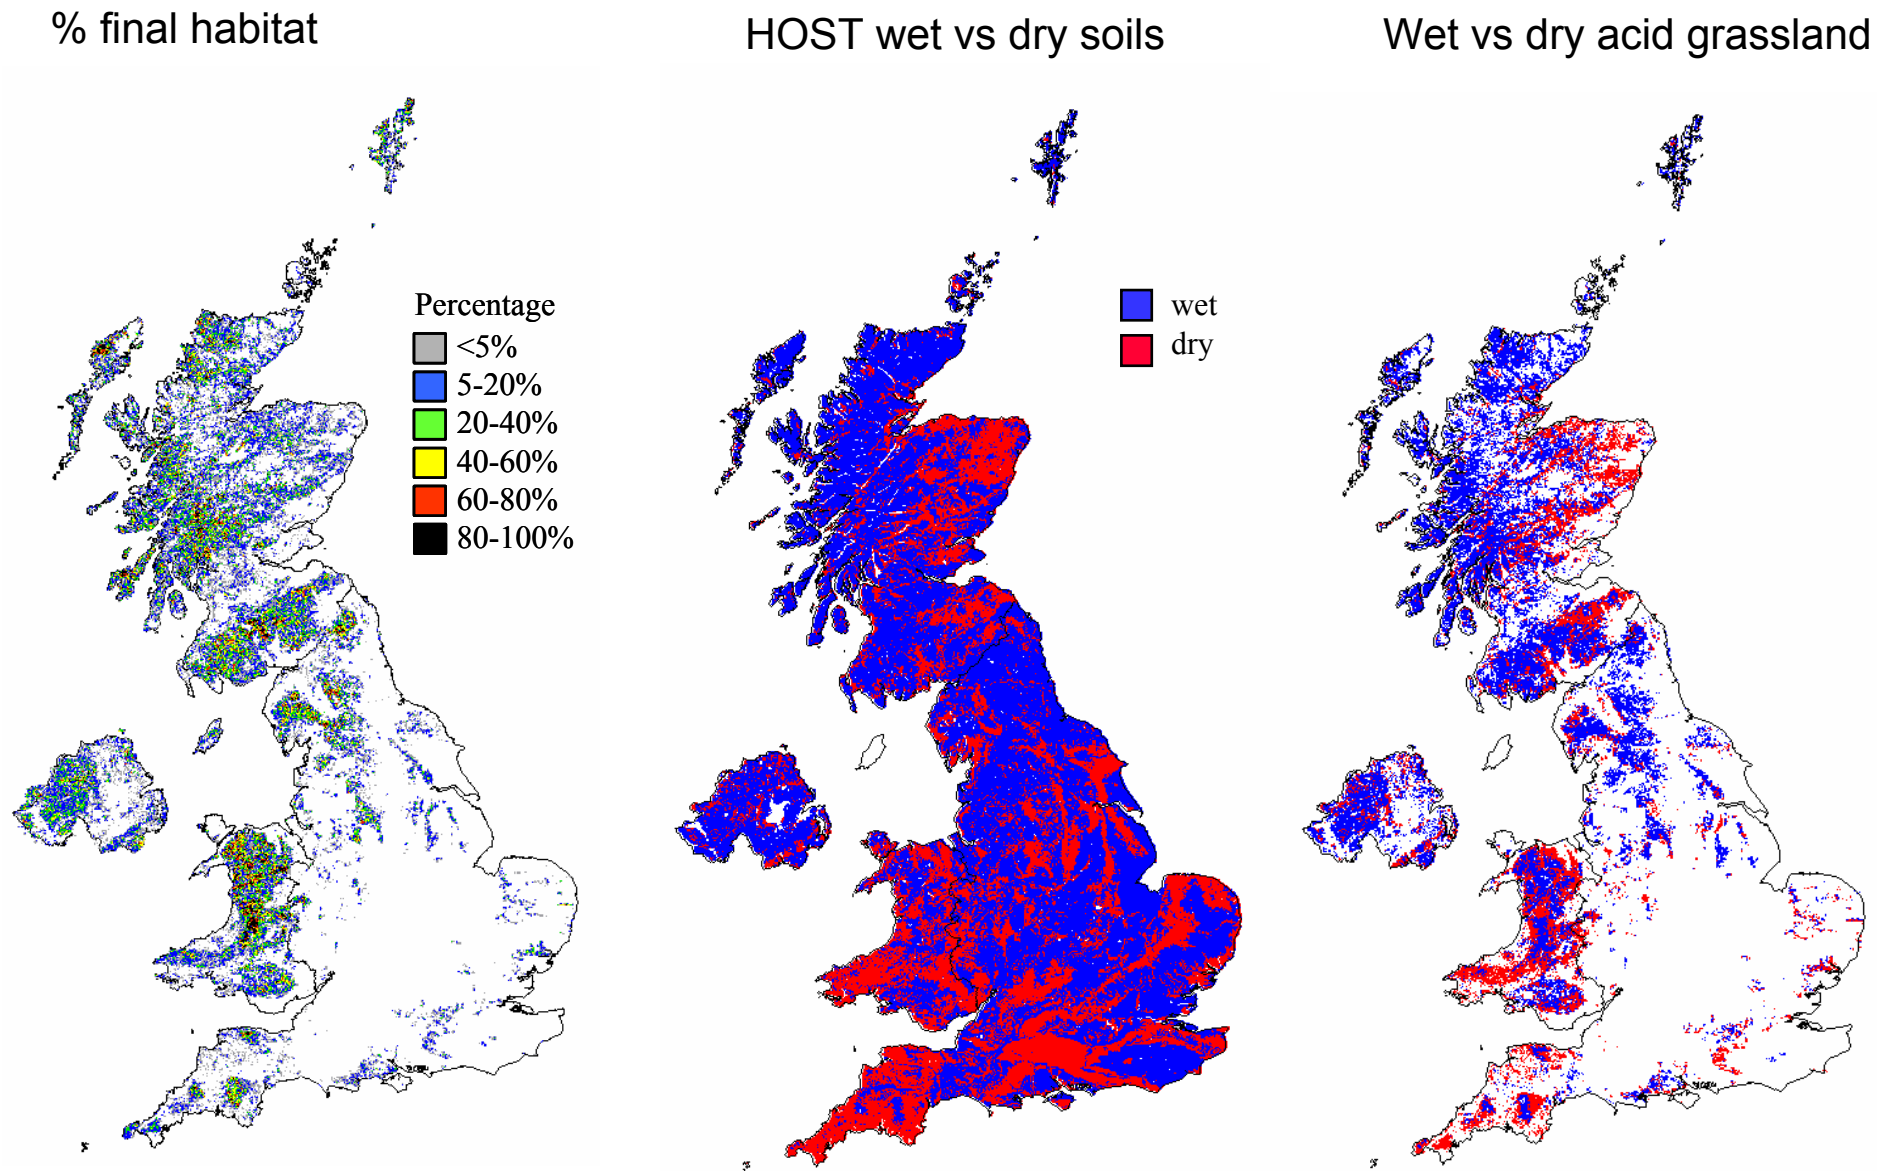 % final habitat
HOST wet vs dry soils
Wet vs dry acid grassland
Percentage
<5%
5-20%
20-40%
40-60%
60-80%
80-100%
wet
dry